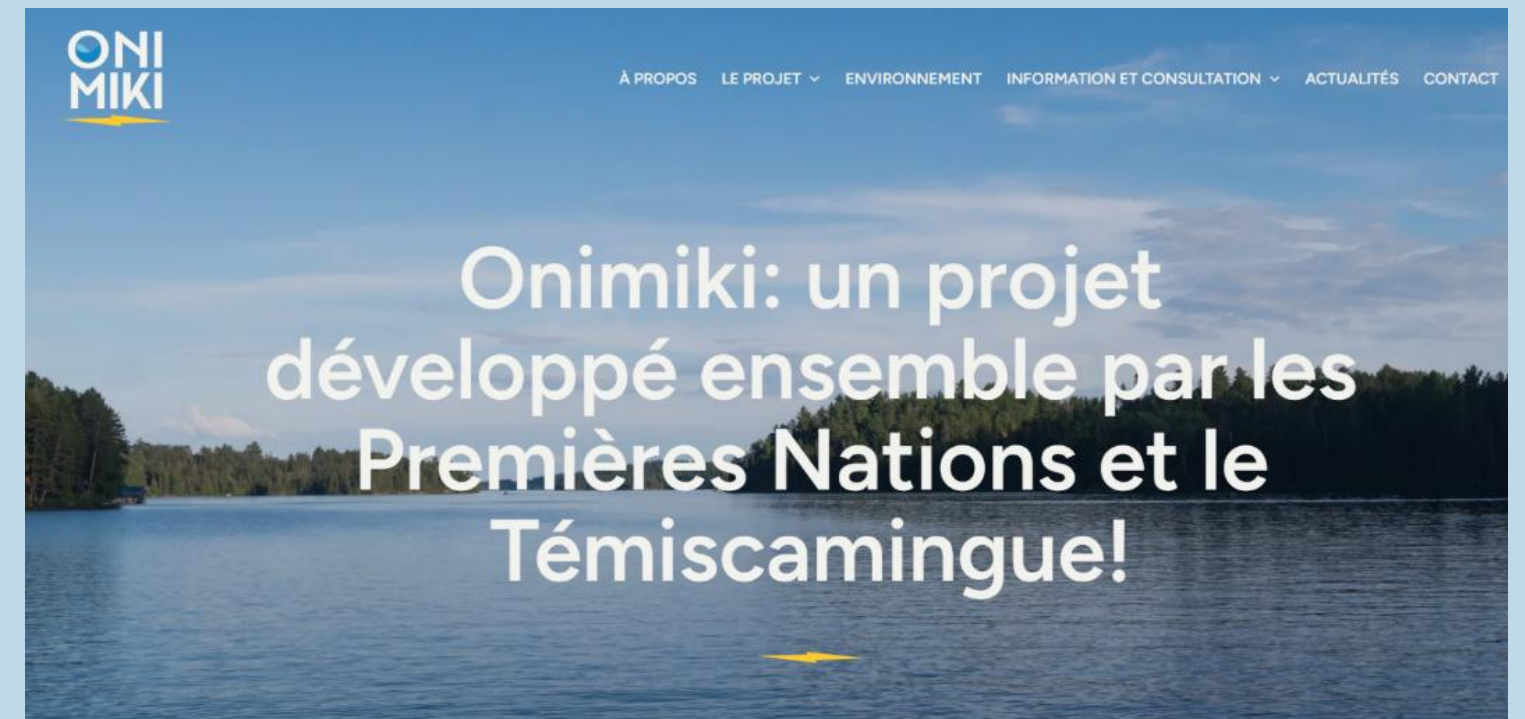 ONI
MIKI
À PROPOS LE PROJET ENVIRONNEMENT INFORMATION ET CONSULTATION ACTUALITÉS CONTACT
Onimiki: un projet
développé ensemble par les
Premières Nations et le
Témiscamingue!